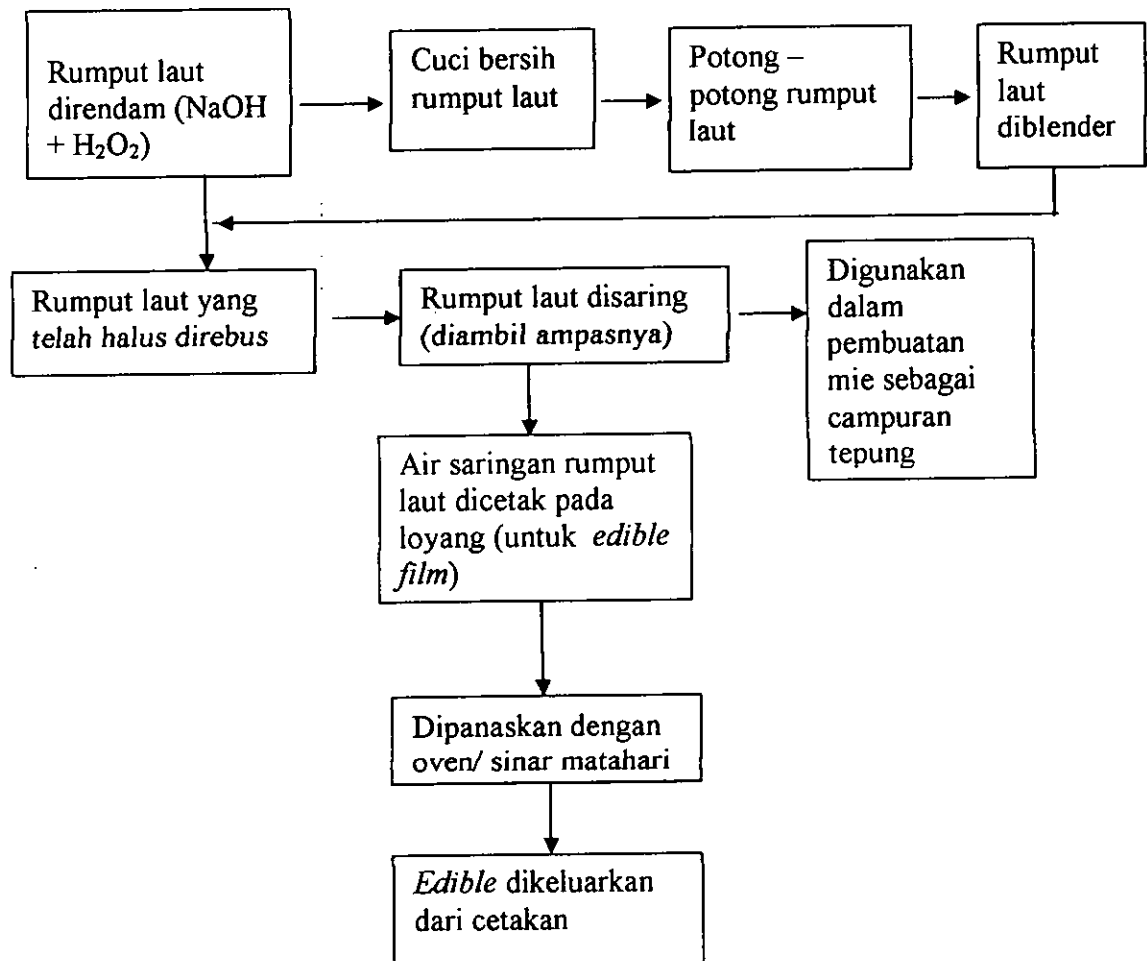 Rumput laut
direndam (NaOH
+ H₂O₂)
Cuci bersih
rumput laut
Potong –
potong rumput
laut
Rumput
laut
diblender
Rumput laut yang
telah halus direbus
Rumput laut disaring
(diambil ampasnya)
Digunakan
dalam
pembuatan
mie sebagai
campuran
tepung
Air saringan rumput
laut dicetak pada
loyang (untuk edible
film)
Dipanaskan dengan
oven/ sinar matahari
Edible dikeluarkan
dari cetakan